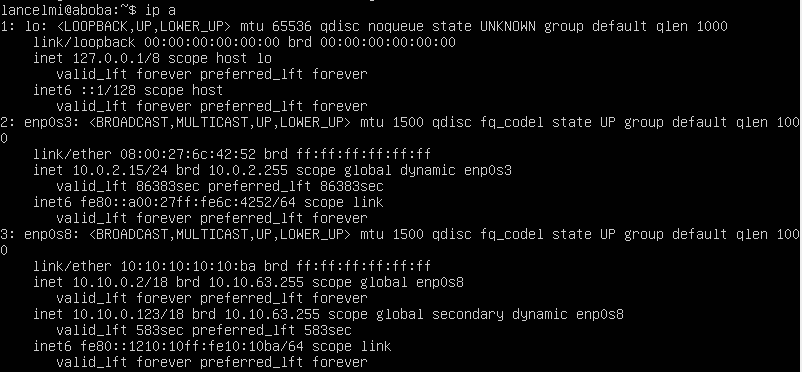 lancelmi@aboba:~$ ip a
1: lo: <LOOPBACK,UP,LOWER_UP> mtu 65536 qdisc noqueue state UNKNOWN group default qlen 1000
    link/loopback 00:00:00:00:00:00 brd 00:00:00:00:00:00
    inet 127.0.0.1/8 scope host lo
       valid_lft forever preferred_lft forever
    inet6 ::1/128 scope host
       valid_lft forever preferred_lft forever
2: enp0s3: <BROADCAST,MULTICAST,UP,LOWER_UP> mtu 1500 qdisc fq_codel state UP group default qlen 100
0
    link/ether 08:00:27:6c:42:52 brd ff:ff:ff:ff:ff:ff
    inet 10.0.2.15/24 brd 10.0.2.255 scope global dynamic enp0s3
       valid_lft 86383sec preferred_lft 86383sec
    inet6 fe80::a00:27ff:fe6c:4252/64 scope link
       valid_lft forever preferred_lft forever
3: enp0s8: <BROADCAST,MULTICAST,UP,LOWER_UP> mtu 1500 qdisc fq_codel state UP group default qlen 100
0
    link/ether 10:10:10:10:10:ba brd ff:ff:ff:ff:ff:ff
    inet 10.10.0.2/18 brd 10.10.63.255 scope global enp0s8
       valid_lft forever preferred_lft forever
    inet 10.10.0.123/18 brd 10.10.63.255 scope global secondary dynamic enp0s8
       valid_lft 583sec preferred_lft 583sec
    inet6 fe80::1210:10ff:fe10:10ba/64 scope link
       valid_lft forever preferred_lft forever